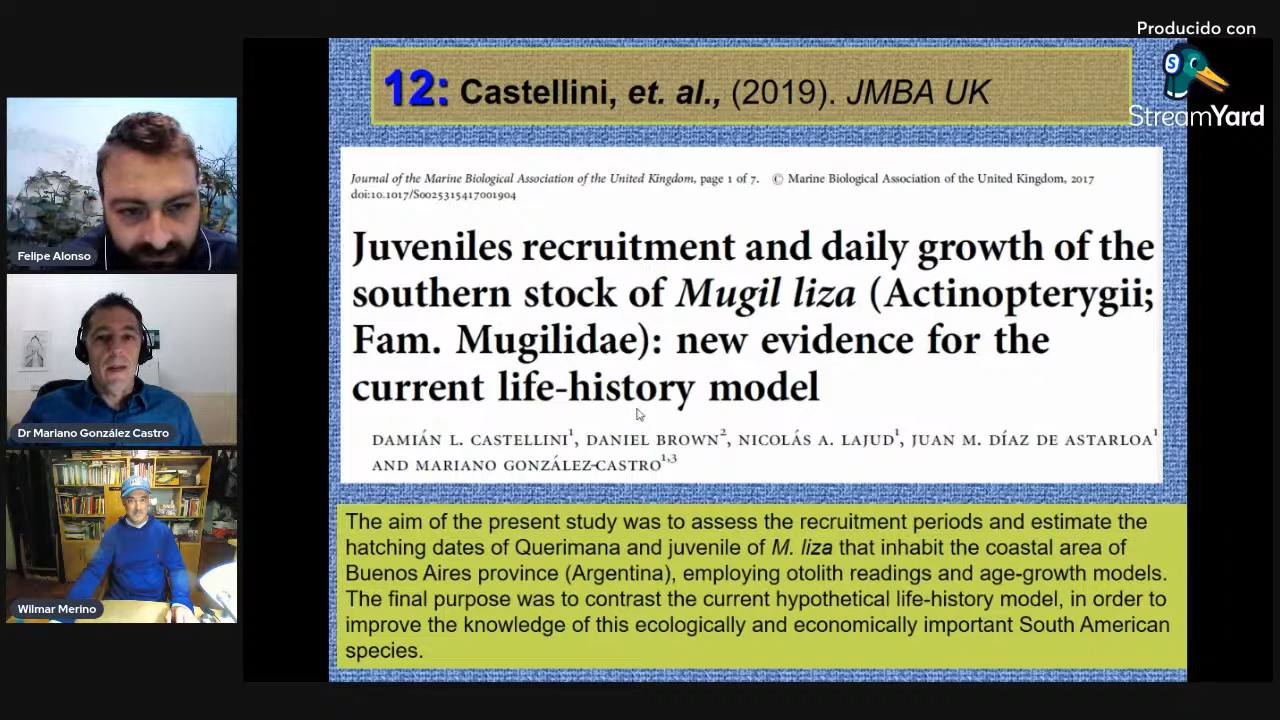 Producido con
StreamYard
12: Castellini, et. al., (2019). JMBA UK
Journal of the Marine Biological Association of the United Kingdom, page 1 of 7. © Marine Biological Association of the United Kingdom, 2017
doi:10.1017/S0025315417001904
Juveniles recruitment and daily growth of the
southern stock of Mugil liza (Actinopterygii;
Fam. Mugilidae): new evidence for the
current life-history model
DAMIÁN L. CASTELLINI1, DANIEL BROWN2, NICOLÁS A. LAJUD1, JUAN M. DÍAZ DE ASTARLOA1
AND MARIANO GONZÁLEZ-CASTRO1,3
The aim of the present study was to assess the recruitment periods and estimate the
hatching dates of Querimana and juvenile of M. liza that inhabit the coastal area of
Buenos Aires province (Argentina), employing otolith readings and age-growth models.
The final purpose was to contrast the current hypothetical life-history model, in order to
improve the knowledge of this ecologically and economically important South American
species.
Felipe Alonso
Dr Mariano González Castro
Wilmar Merino